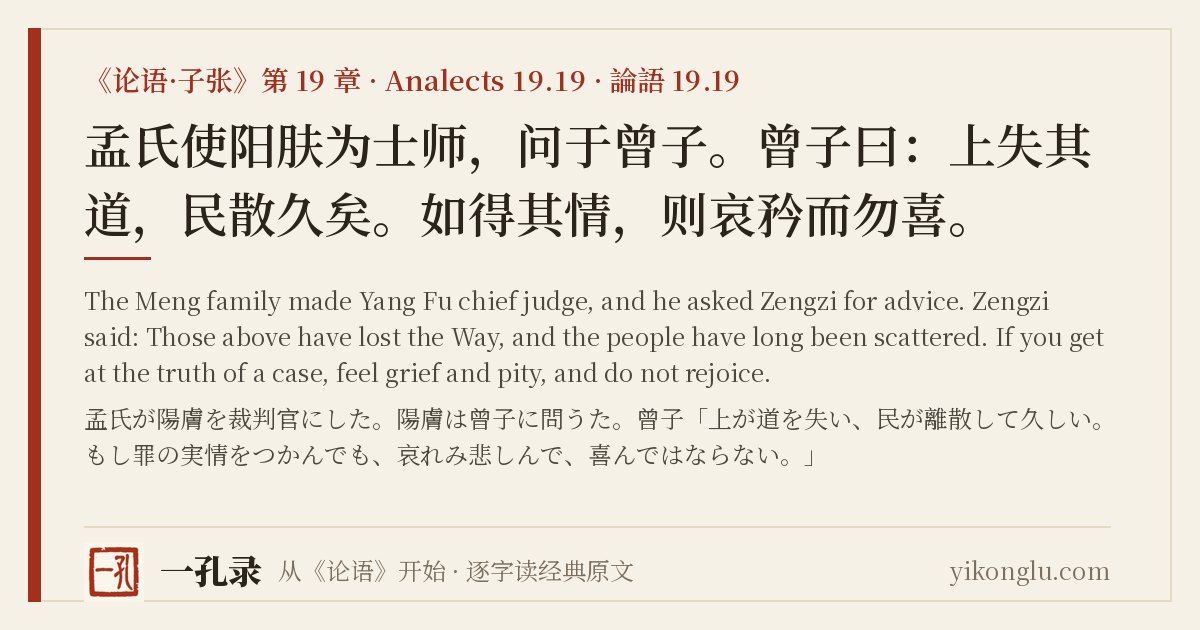 《论语·子张》第 19 章 · Analects 19.19 · 論語 19.19
孟氏使阳肤为士师，问于曾子。曾子曰：上失其
道，民散久矣。如得其情，则哀矜而勿喜。
The Meng family made Yang Fu chief judge, and he asked Zengzi for advice. Zengzi
said: Those above have lost the Way, and the people have long been scattered. If you get
at the truth of a case, feel grief and pity, and do not rejoice.
孟氏が陽膚を裁判官にした。陽膚は曾子に問うた。曾子「上が道を失い、民が離散して久しい。
もし罪の実情をつかんでも、哀れみ悲しんで、喜んではならない。」
一孔
一孔录 从《论语》开始 · 逐字读经典原文 yikonglu.com